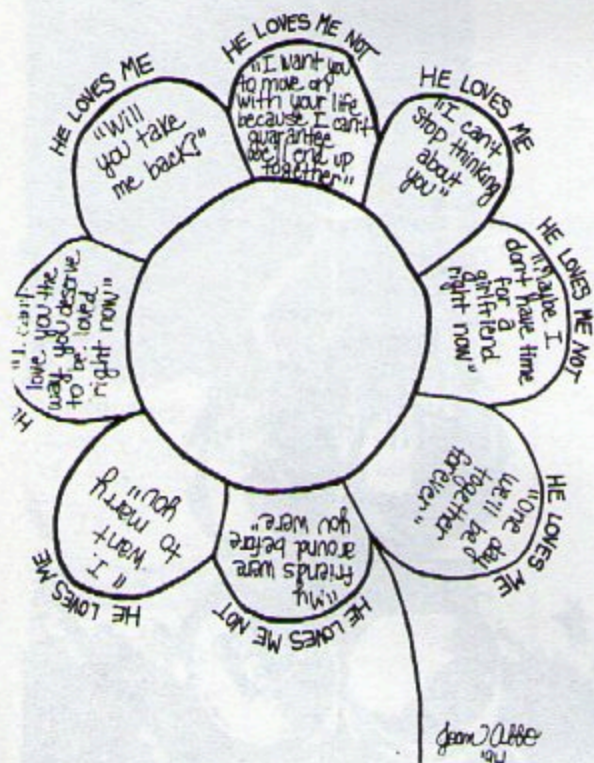 HE LOVES ME NOT
"I want you
to move on
with your life
because I can't
guarantee
we'll end up
together"
HE LOVES ME
"I can't
stop thinking
about
you"
HE LOVES ME NOT
"Maybe I
don't have time
for a
girlfriend
right now"
HE LOVES ME
"One day
we'll be
together
forever"
HE LOVES ME NOT
"My
friends were
around before
you were"
HE LOVES ME
"I
want
to marry
you"
"I can't
love you the
way you deserve
to be loved
right now"
HE LOVES ME
"Will
you take
me back?"